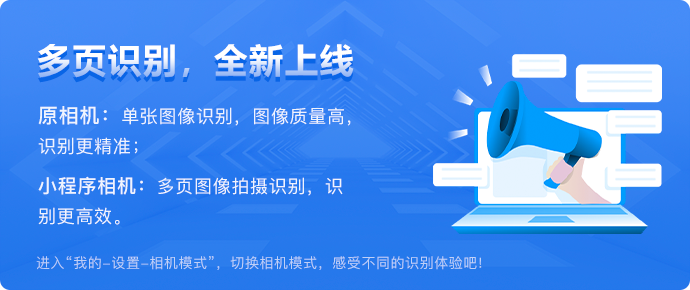 多页识别，全新上线
原相机：单张图像识别，图像质量高，
识别更精准；
小程序相机：多页图像拍摄识别，识
别更高效。
进入“我的-设置-相机模式”，切换相机模式，感受不同的识别体验吧！